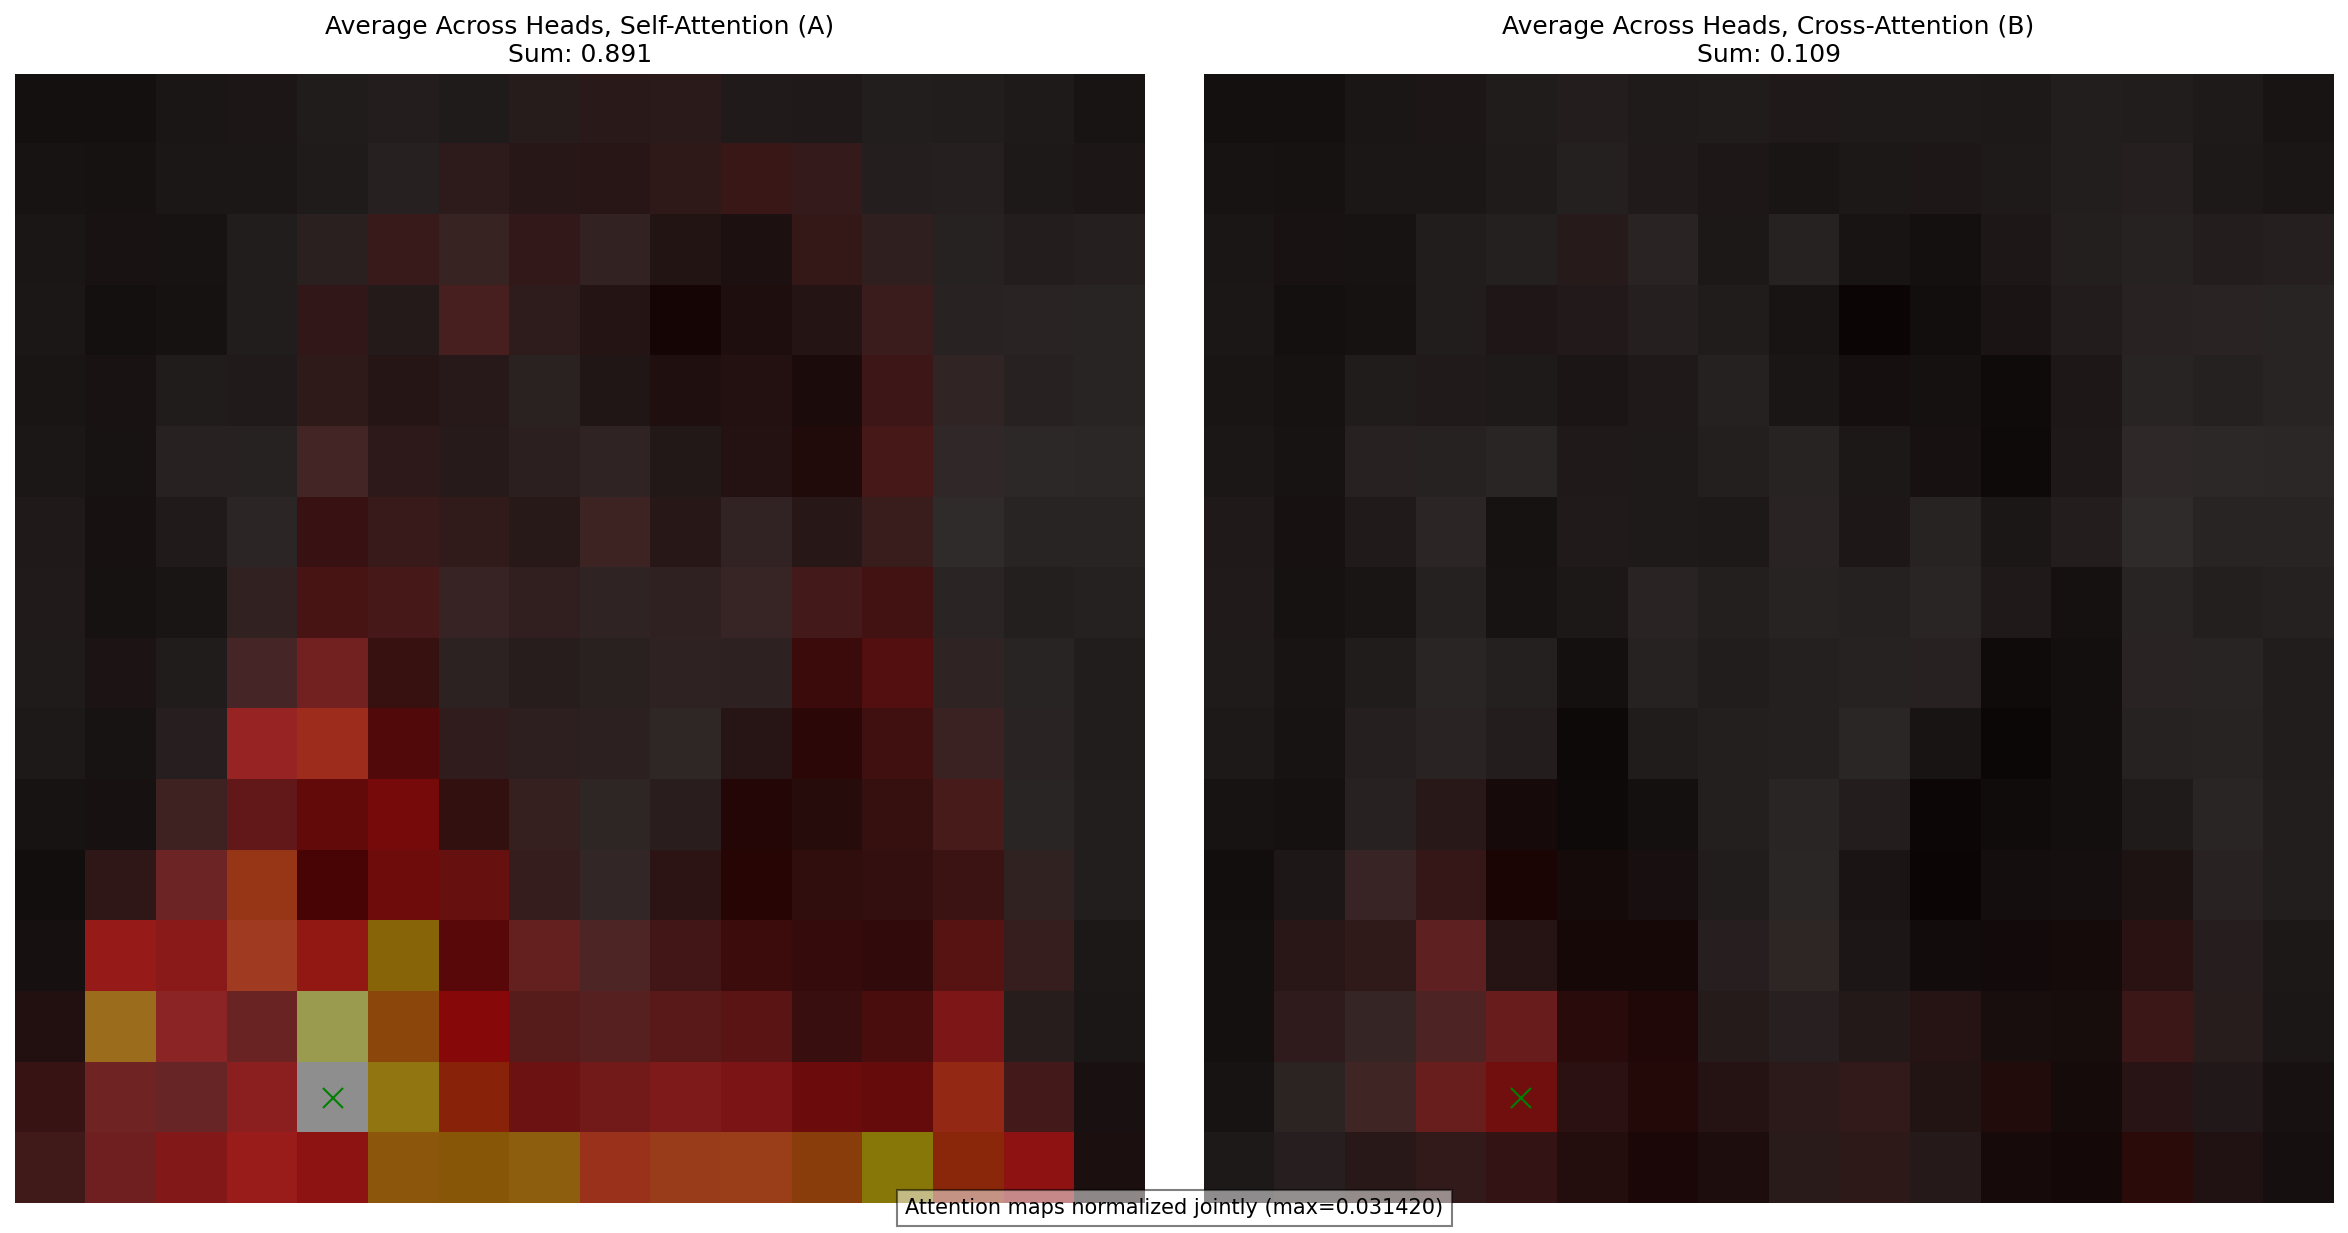 Average Across Heads, Self-Attention (A)
Sum: 0.891
Average Across Heads, Cross-Attention (B)
Sum: 0.109
Attention maps normalized jointly (max=0.031420)